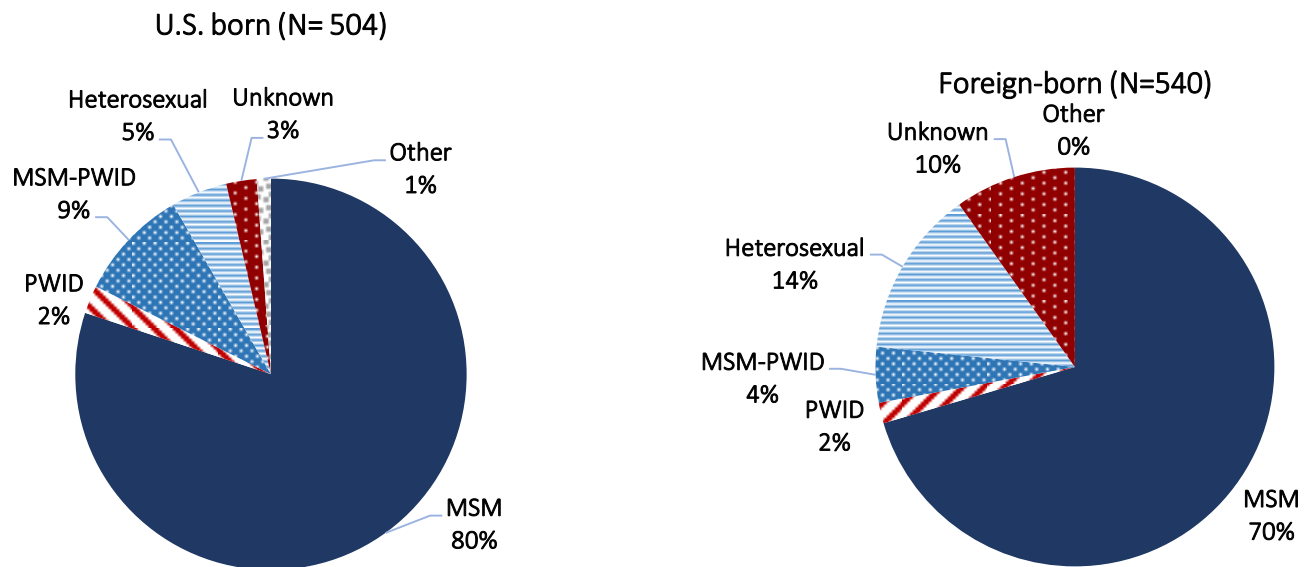 U.S. born (N= 504)
Heterosexual
5%
Unknown
3%
Other
1%
MSM-PWID
9%
PWID
2%
MSM
80%
Foreign-born (N=540)
Other
0%
Unknown
10%
Heterosexual
14%
MSM-PWID
4%
PWID
2%
MSM
70%